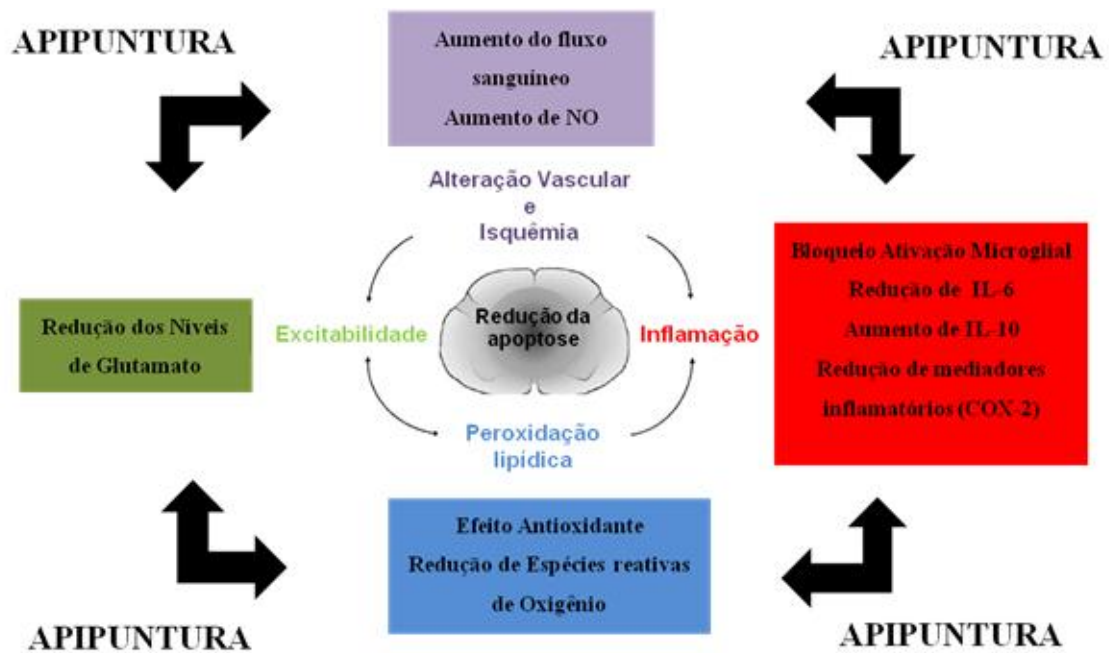 APIPUNTURA
Aumento do fluxo
sanguíneo
Aumento de NO
APIPUNTURA
Alteração Vascular
e
Isquêmia
Redução dos Níveis
de Glutamato
Excitabilidade
Redução da
apoptose
Inflamação
Bloqueio Ativação Microglial
Redução de IL-6
Aumento de IL-10
Redução de mediadores
inflamatórios (COX-2)
Peroxidação
lipídica
Efeito Antioxidante
Redução de Espécies reativas
de Oxigênio
APIPUNTURA
APIPUNTURA